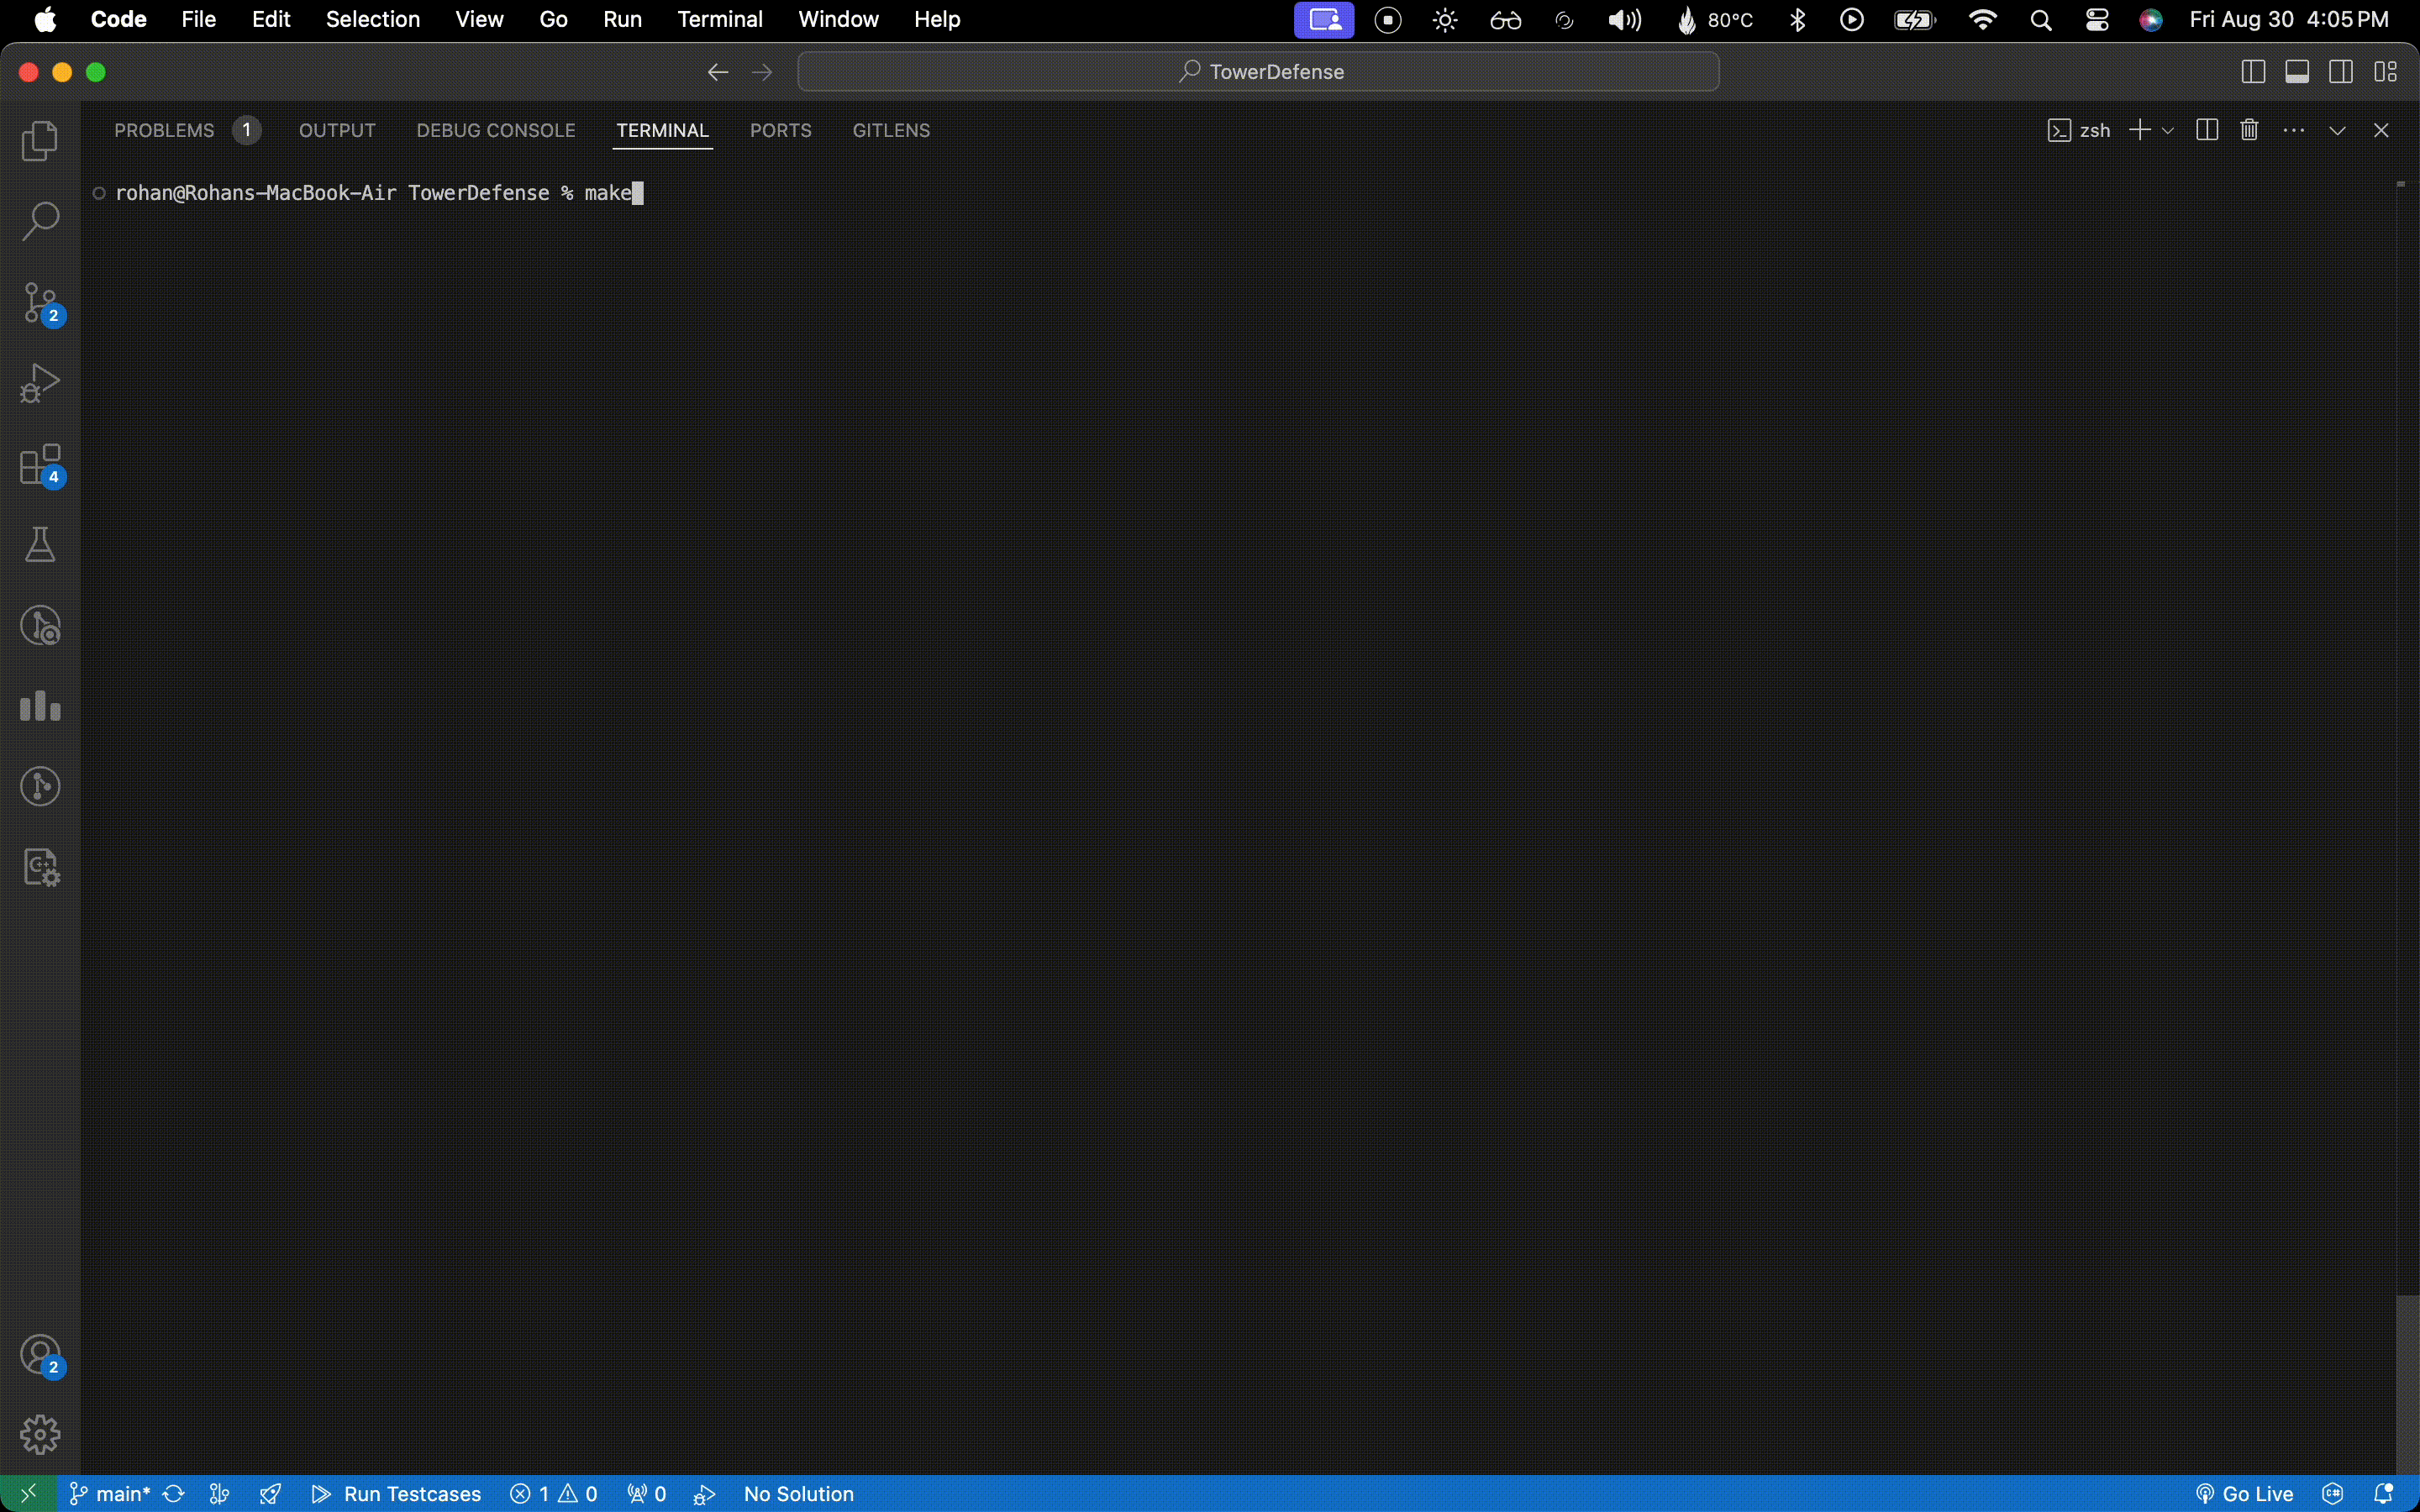 Code File Edit Selection View Go Run Terminal Window Help 80°C Fri Aug 30 4:05 PM
TowerDefense
PROBLEMS 1 OUTPUT DEBUG CONSOLE TERMINAL PORTS GITLENS zsh
rohan@Rohans-MacBook-Air TowerDefense % make
2
4
C++
2
main* Run Testcases 1 0 0 No Solution Go Live C#